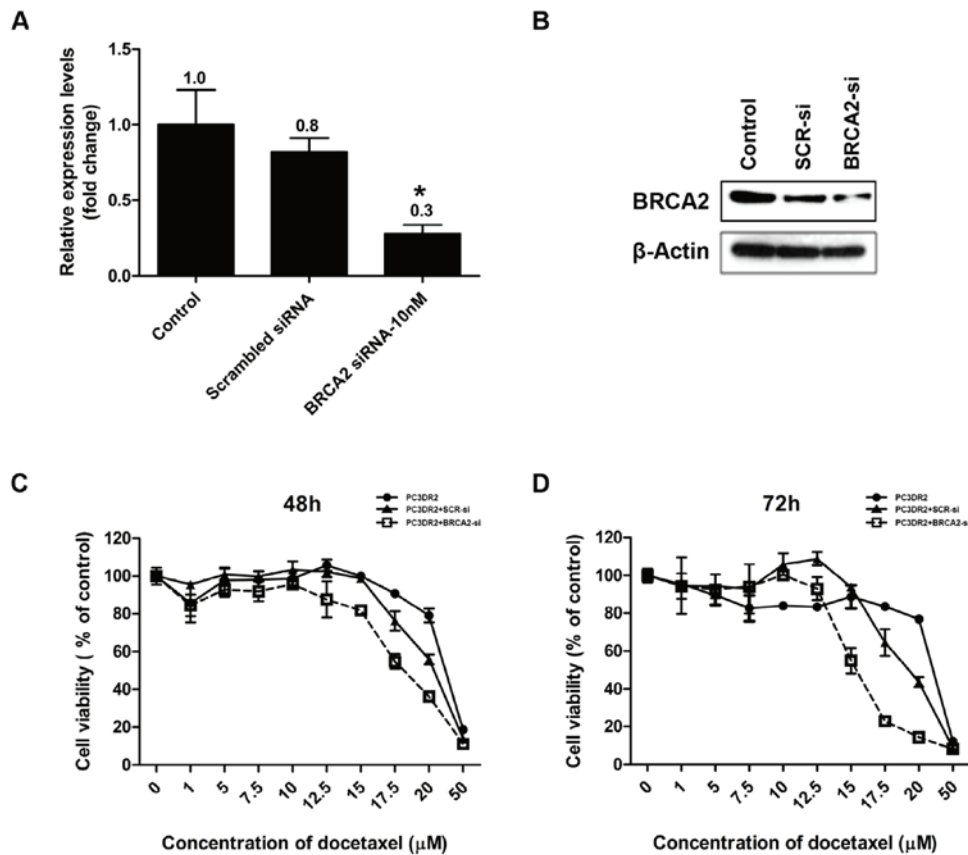 A
Relative expression levels
(fold change)
1.5
1.0
0.5
0.0
1.0
0.8
*
0.3
Control
Scrambled siRNA
BRCA2 siRNA-10nM
B
Control
SCR-si
BRCA2-si
BRCA2
β-Actin
C
48h
PC3DR2
PC3DR2+SCR-si
PC3DR2+BRCA2-si
Cell viability ( % of control)
120
100
80
60
40
20
0
0
1
5
7.5
10
12.5
15
17.5
20
50
Concentration of docetaxel (μM)
D
72h
PC3DR2
PC3DR2+SCR-si
PC3DR2+BRCA2-si
Cell viability (% of control)
120
100
80
60
40
20
0
0
1
5
7.5
10
12.5
15
17.5
20
50
Concentration of docetaxel (μM)